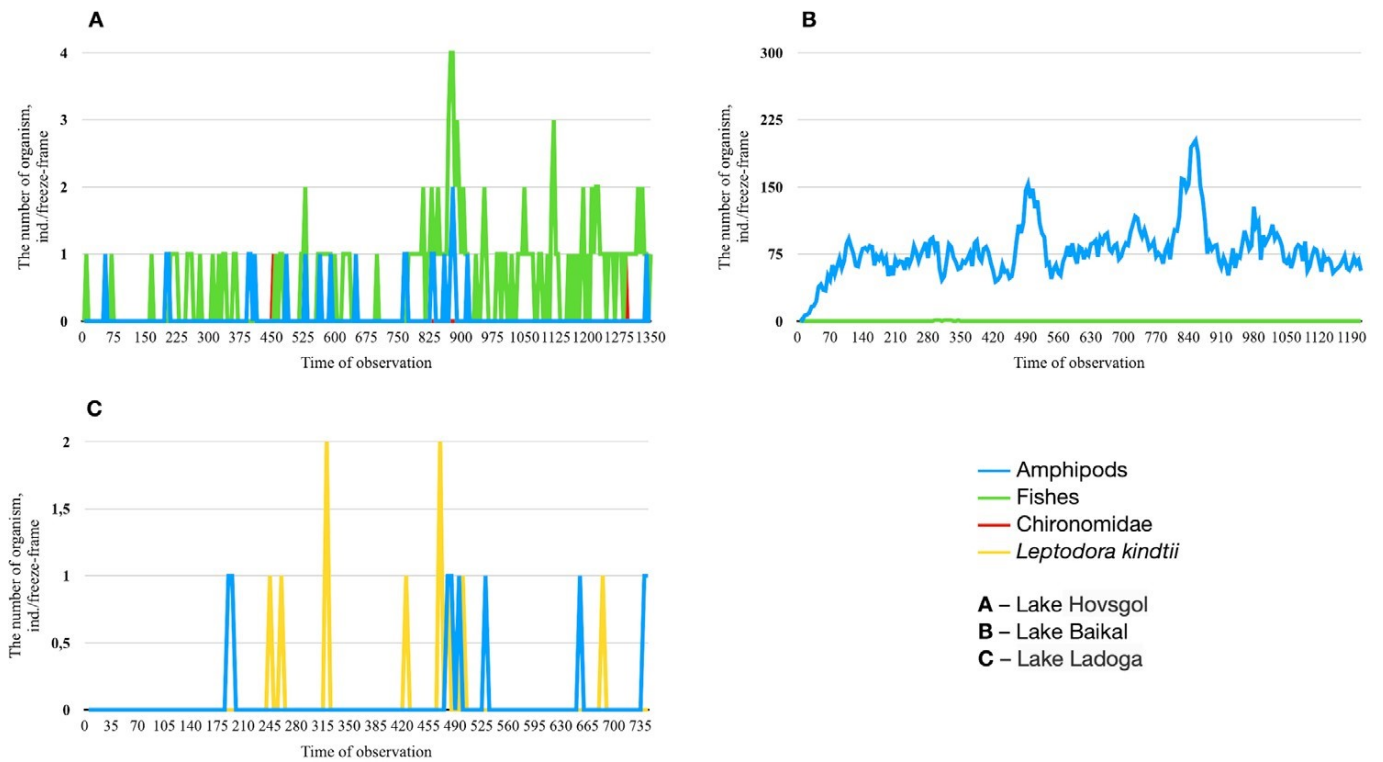 A
The number of organism,
ind./freeze-frame
4
3
2
1
0
0 75 150 225 300 375 450 525 600 675 750 825 900 975 1050 1125 1200 1275 1350
Time of observation
B
The number of organism,
ind./freeze-frame
300
225
150
75
0
0 70 140 210 280 350 420 490 560 630 700 770 840 910 980 1050 1120 1190
Time of observation
C
The number of organism,
ind./freeze-frame
2
1,5
1
0,5
0
0 35 70 105 140 175 210 245 280 315 350 385 420 455 490 525 560 595 630 665 700 735
Time of observation
Amphipods
Fishes
Chironomidae
Leptodora kindtii
A – Lake Hovsgol
B – Lake Baikal
C – Lake Ladoga